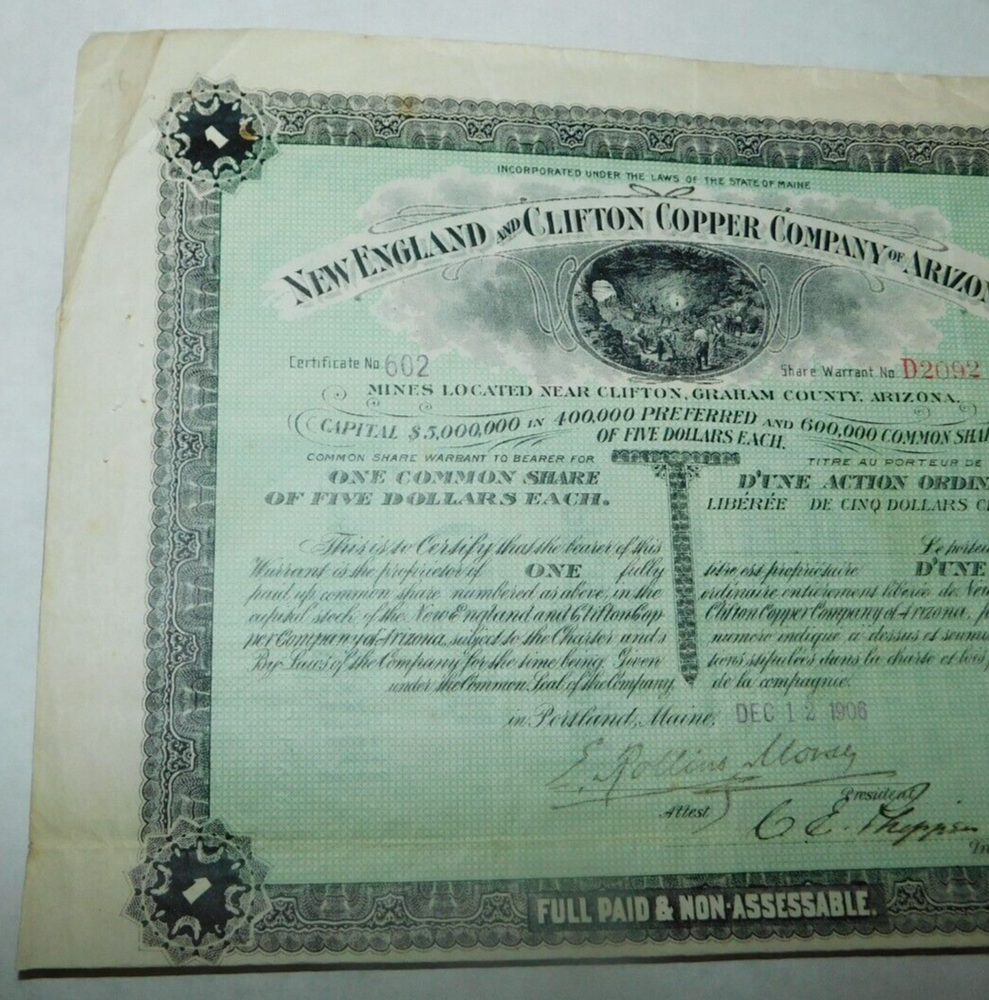 1
INCORPORATED UNDER THE LAWS OF THE STATE OF MAINE
NEW ENGLAND AND CLIFTON COPPER COMPANY OF ARIZON
Certificate No 602
Share Warrant No D2092
MINES LOCATED NEAR CLIFTON, GRAHAM COUNTY, ARIZONA.
CAPITAL $5,000,000 IN 400,000 PREFERRED AND 600,000 COMMON SHA
OF FIVE DOLLARS EACH.
COMMON SHARE WARRANT TO BEARER FOR
ONE COMMON SHARE
OF FIVE DOLLARS EACH.
This is to Certify that the bearer of this
Warrant is the proprietor of ONE fully
paid up common share numbered as above, in the
capital stock of the New England and Clifton Cop
per Company of Arizona, subject to the Charter and
By Laws of the Company for the time being Given
under the Common Seal of the Company
TITRE AU PORTEUR DE
D'UNE ACTION ORDIN
LIBÉRÉE DE CINQ DOLLARS C
Le porteu
titre est propriétaire D'UNE
ordinaire entierement liberée de New
Clifton Copper Company of Arizona,
numéro indiqué a dessus et soumi
tions stipulées dans la charte et lois
de la compagnie.
in Portland, Maine, DEC 12 1906
E. Rollins Morse
President
Attest C E.
1
FULL PAID & NON-ASSESSABLE.